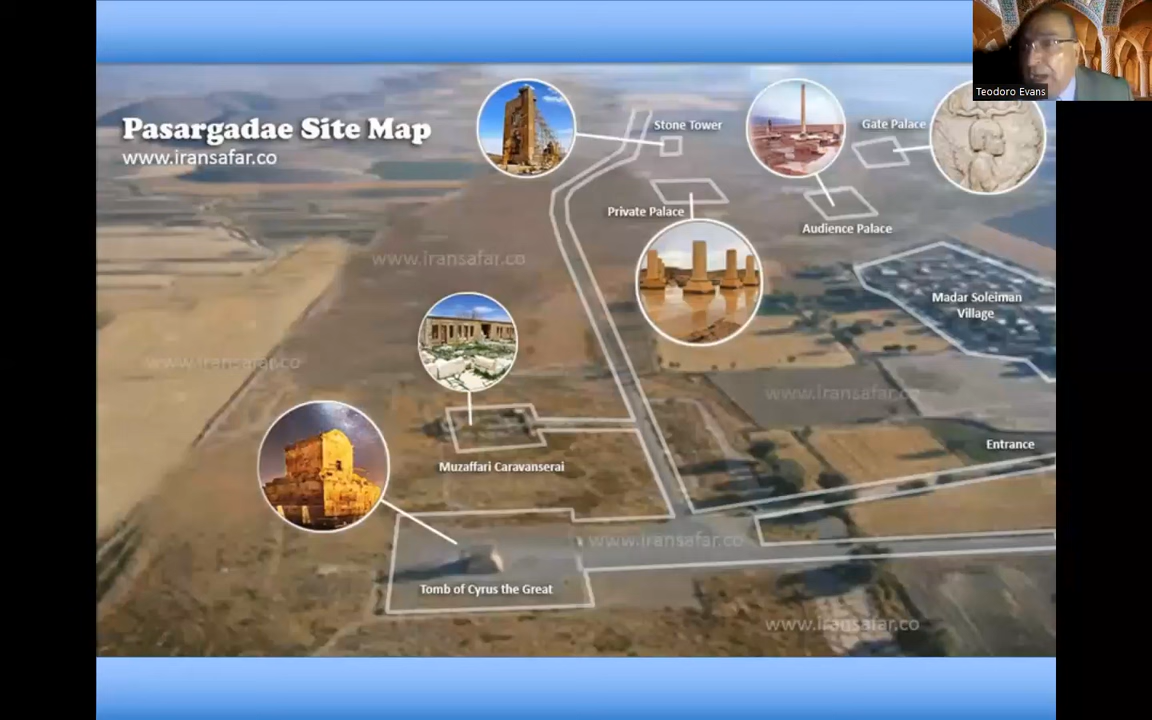 Teodoro Evans
Pasargadae Site Map
www.iransafar.co
Stone Tower
Gate Palace
Private Palace
Audience Palace
www.iransafar.co
Madar Soleiman
Village
www.iransafar.co
www.iransafar.co
Entrance
Muzaffari Caravanserai
www.iransafar.co
Tomb of Cyrus the Great
www.iransafar.co